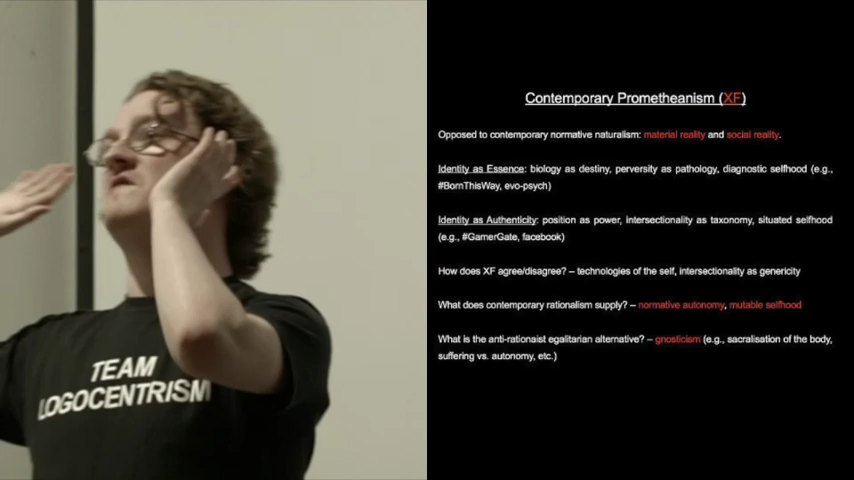 TEAM
LOGOCENTRISM
Contemporary Prometheanism (XF)
Opposed to contemporary normative naturalism: material reality and social reality.
Identity as Essence: biology as destiny, perversity as pathology, diagnostic selfhood (e.g.,
#BornThisWay, evo-psych)
Identity as Authenticity: position as power, intersectionality as taxonomy, situated selfhood
(e.g., #GamerGate, facebook)
How does XF agree/disagree? – technologies of the self, intersectionality as genericity
What does contemporary rationalism supply? – normative autonomy, mutable selfhood
What is the anti-rationaist egalitarian alternative? – gnosticism (e.g., sacralisation of the body,
suffering vs. autonomy, etc.)